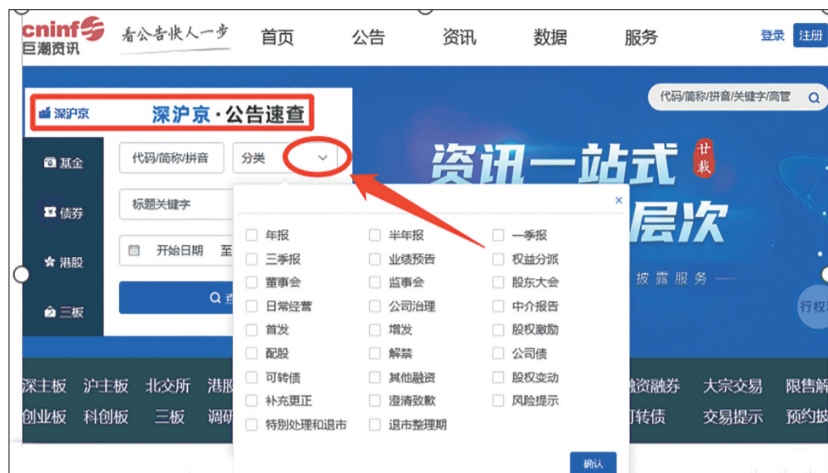 cninf
巨潮资讯
看公告快人一步
首页 公告 资讯 数据 服务
登录 注册
代码/简称/拼音/关键字/高管
深沪京 深沪京·公告速查
基金 代码/简称/拼音 分类
资讯一站式 廿载
债券 标题关键字
层次
开始日期 至
港股
披露服务
三板
行权
年报 半年报 一季报
三季报 业绩预告 权益分派
董事会 监事会 股东大会
日常经营 公司治理 中介报告
首发 增发 股权激励
配股 解禁 公司债
可转债 其他融资 股权变动
补充更正 澄清致歉 风险提示
特别处理和退市 退市整理期
确认
深主板 沪主板 北交所 港股 融资融券 大宗交易 限售解
创业板 科创板 三板 调研 可转债 交易提示 预约披